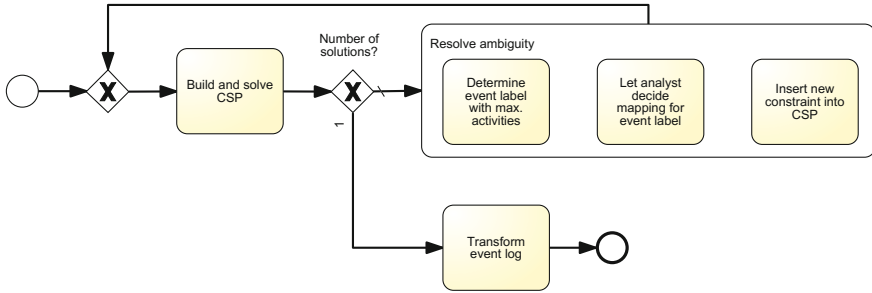 Number of
solutions?
Resolve ambiguity
Build and solve
CSP
Determine
event label
with max.
activities
Let analyst
decide
mapping for
event label
Insert new
constraint into
CSP
1
Transform
event log